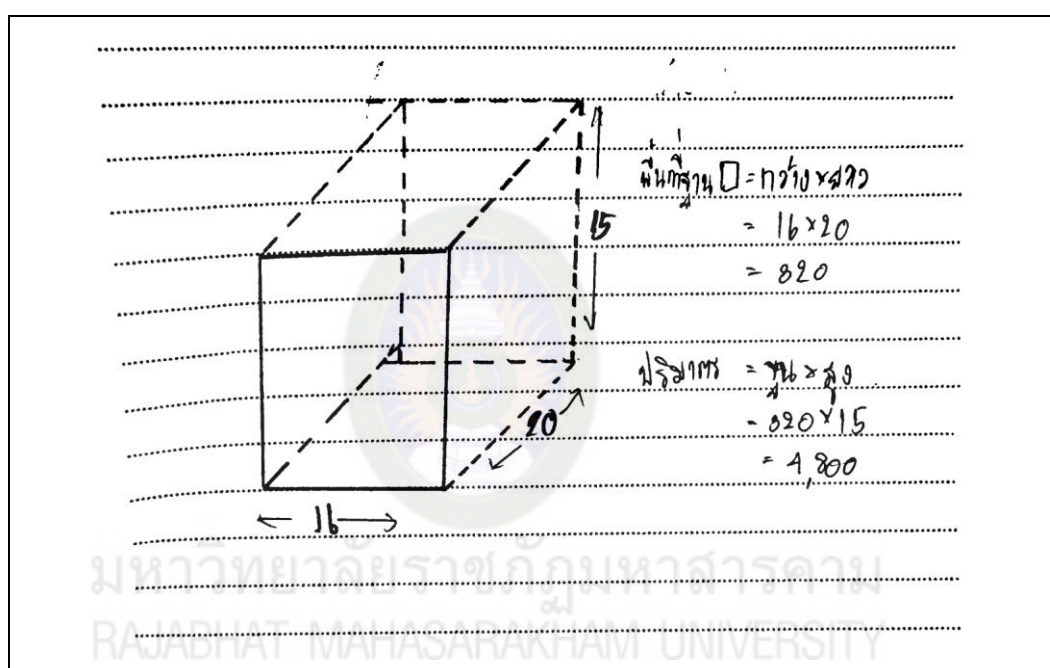 พื้นที่ฐาน □ = กว้าง × ยาว
= 16 × 20
= 320
15
ปริมาตร = ฐาน × สูง
= 320 × 15
= 4,800
20
16
มหาวิทยาลัยราชภัฏมหาสารคาม
RAJABHAT MAHASARAKHAM UNIVERSITY